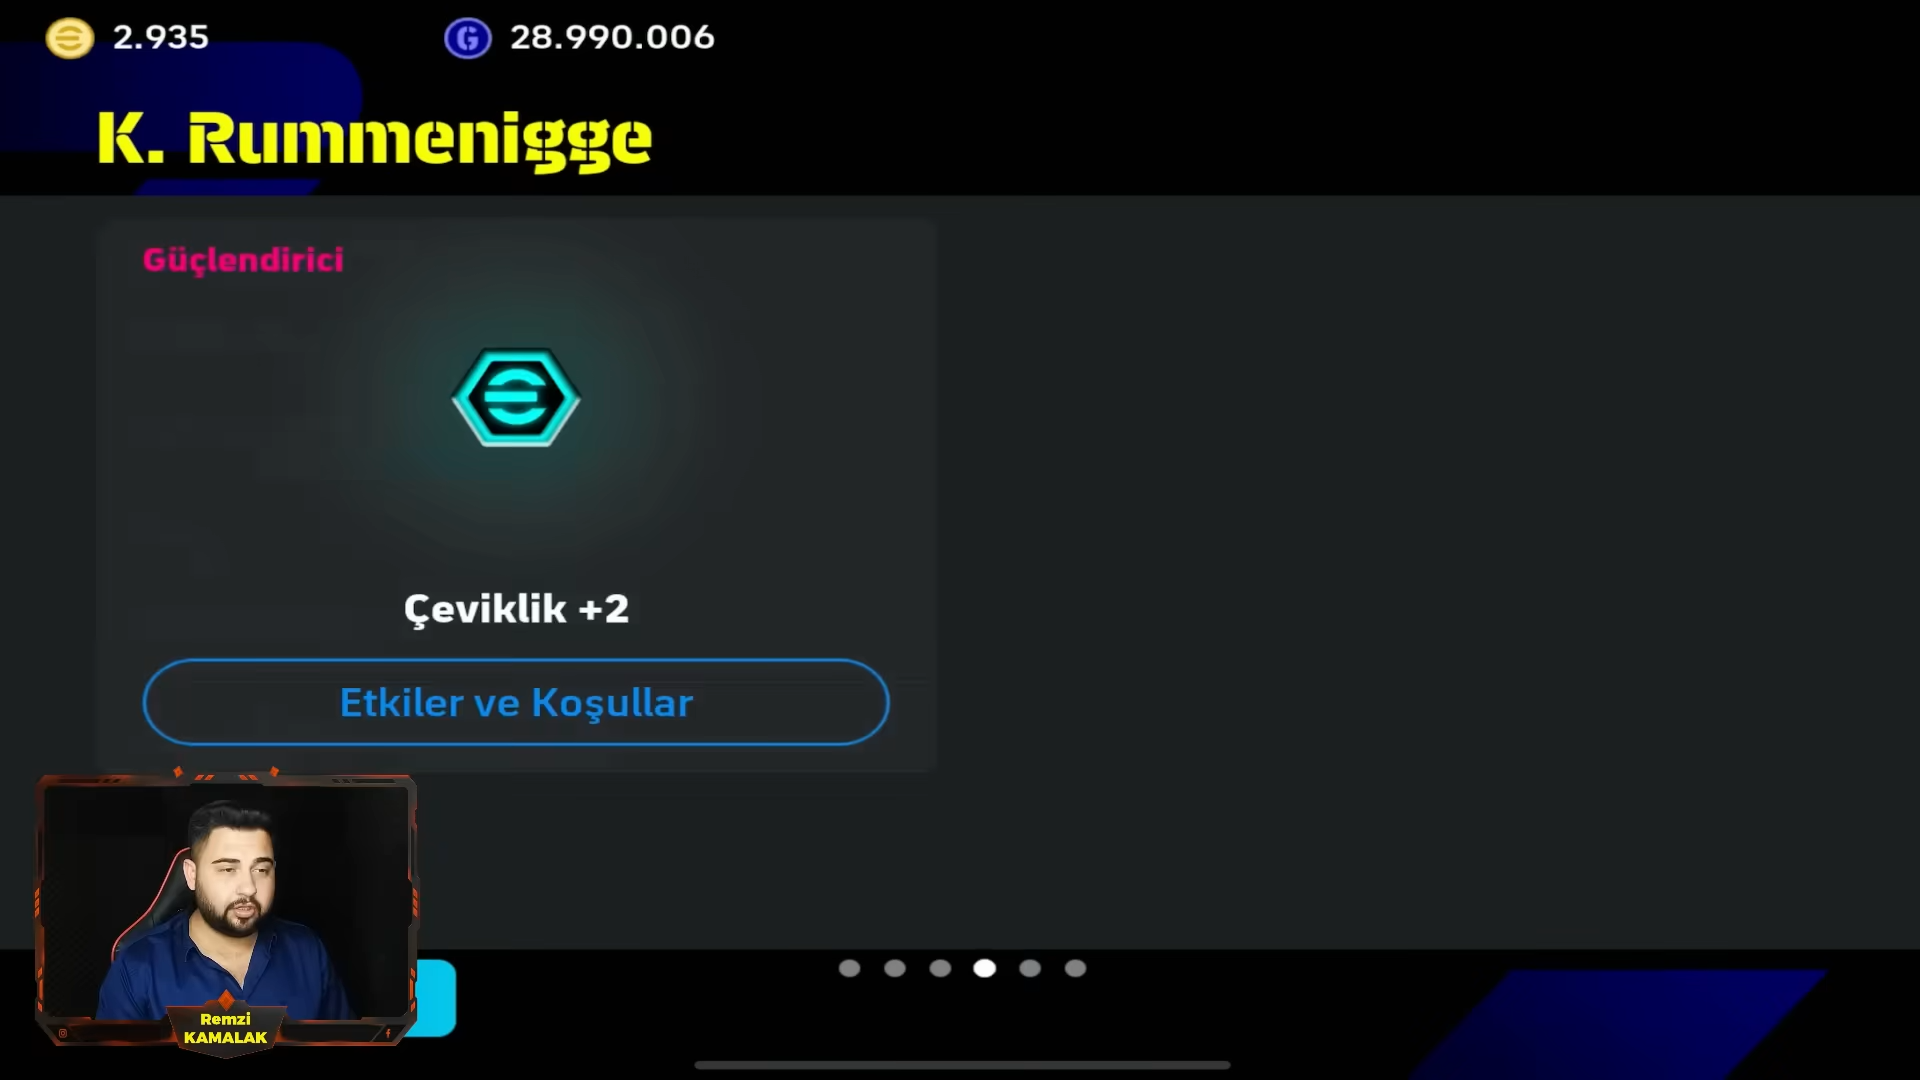 2.935
28.990.006
K. Rummenigge
Güçlendirici
Çeviklik +2
Etkiler ve Koşullar
Remzi
KAMALAK